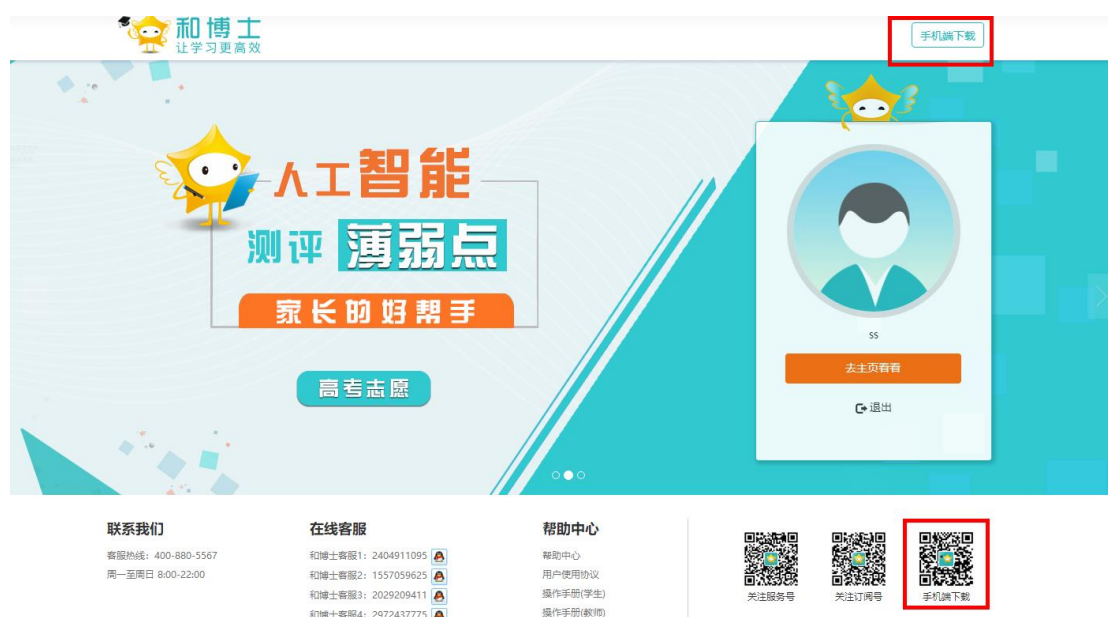 和博士
让学习更高效
手机端下载
人工智能
测评 薄弱点
家长的好帮手
高考志愿
ss
去主页看看
退出
联系我们
客服热线：400-880-5567
周一至周日 8:00-22:00
在线客服
和博士客服1：2404911095
和博士客服2：1557059625
和博士客服3：2029209411
和博士客服4：2972437775
帮助中心
帮助中心
用户使用协议
操作手册(学生)
操作手册(教师)
关注服务号
关注订阅号
手机端下载